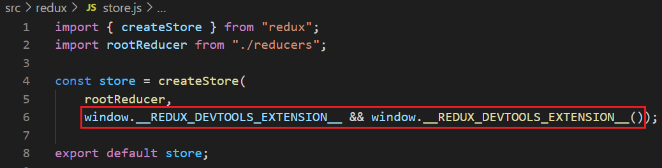 src > redux > JS store.js > ...
1 import { createStore } from "redux";
2 import rootReducer from "./reducers";
3
4 const store = createStore(
5 rootReducer,
6 window.__REDUX_DEVTOOLS_EXTENSION__ && window.__REDUX_DEVTOOLS_EXTENSION__());
7
8 export default store;